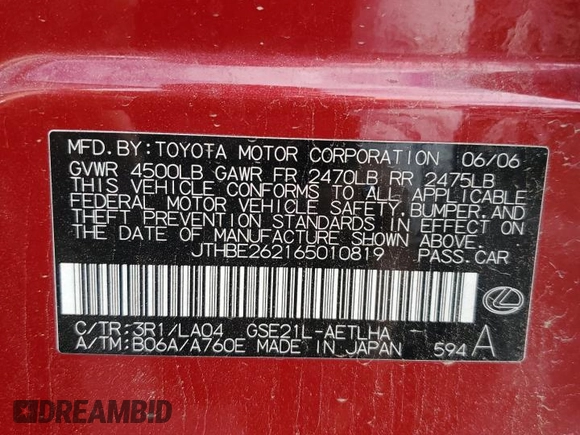 MFD. BY: TOYOTA MOTOR CORPORATION 06/06
GVWR 4500LB GAWR FR 2470LB RR 2475LB
THIS VEHICLE CONFORMS TO ALL APPLICABLE
FEDERAL MOTOR VEHICLE SAFETY, BUMPER, AND
THEFT PREVENTION STANDARDS IN EFFECT ON
THE DATE OF MANUFACTURE SHOWN ABOVE.
JTHBE262165010819 PASS. CAR
C/TR: 3R1/LA04 GSE21L-AETLHA
A/TM: B06A/A760E MADE IN JAPAN 594 A
DREAMBID